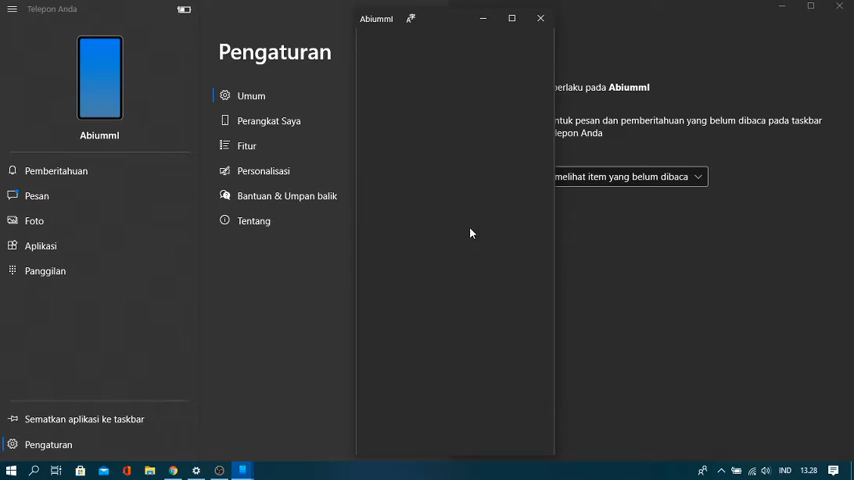 Telepon Anda
Abiumml
Pemberitahuan
Pesan
Foto
Aplikasi
Panggilan
Sematkan aplikasi ke taskbar
Pengaturan
Pengaturan
Umum
Perangkat Saya
Fitur
Personalisasi
Bantuan & Umpan balik
Tentang
Abiumml
berlaku pada Abiumml
ntuk pesan dan pemberitahuan yang belum dibaca pada taskbar
lepon Anda
melihat item yang belum dibaca
IND
13.28